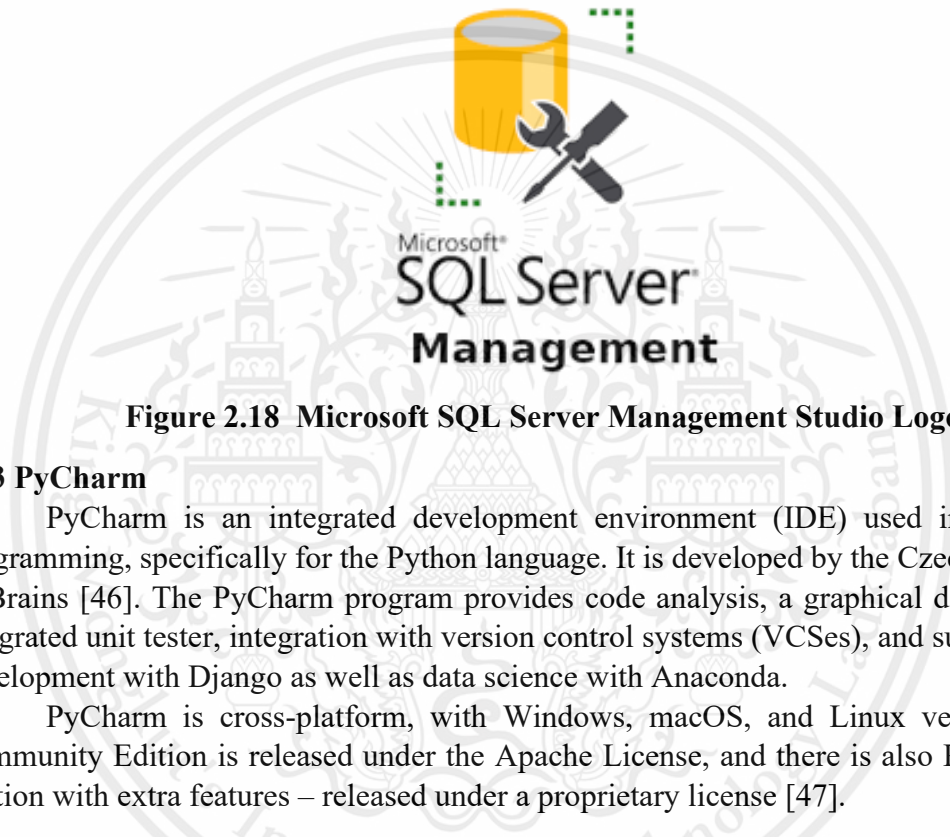 Microsoft®
SQL Server
Management
Figure 2.18 Microsoft SQL Server Management Studio Logo
3 PyCharm
PyCharm is an integrated development environment (IDE) used i
gramming, specifically for the Python language. It is developed by the Czec
Brains [46]. The PyCharm program provides code analysis, a graphical d
grated unit tester, integration with version control systems (VCSes), and su
elopment with Django as well as data science with Anaconda.
PyCharm is cross-platform, with Windows, macOS, and Linux ve
mmunity Edition is released under the Apache License, and there is also
tion with extra features – released under a proprietary license [47].